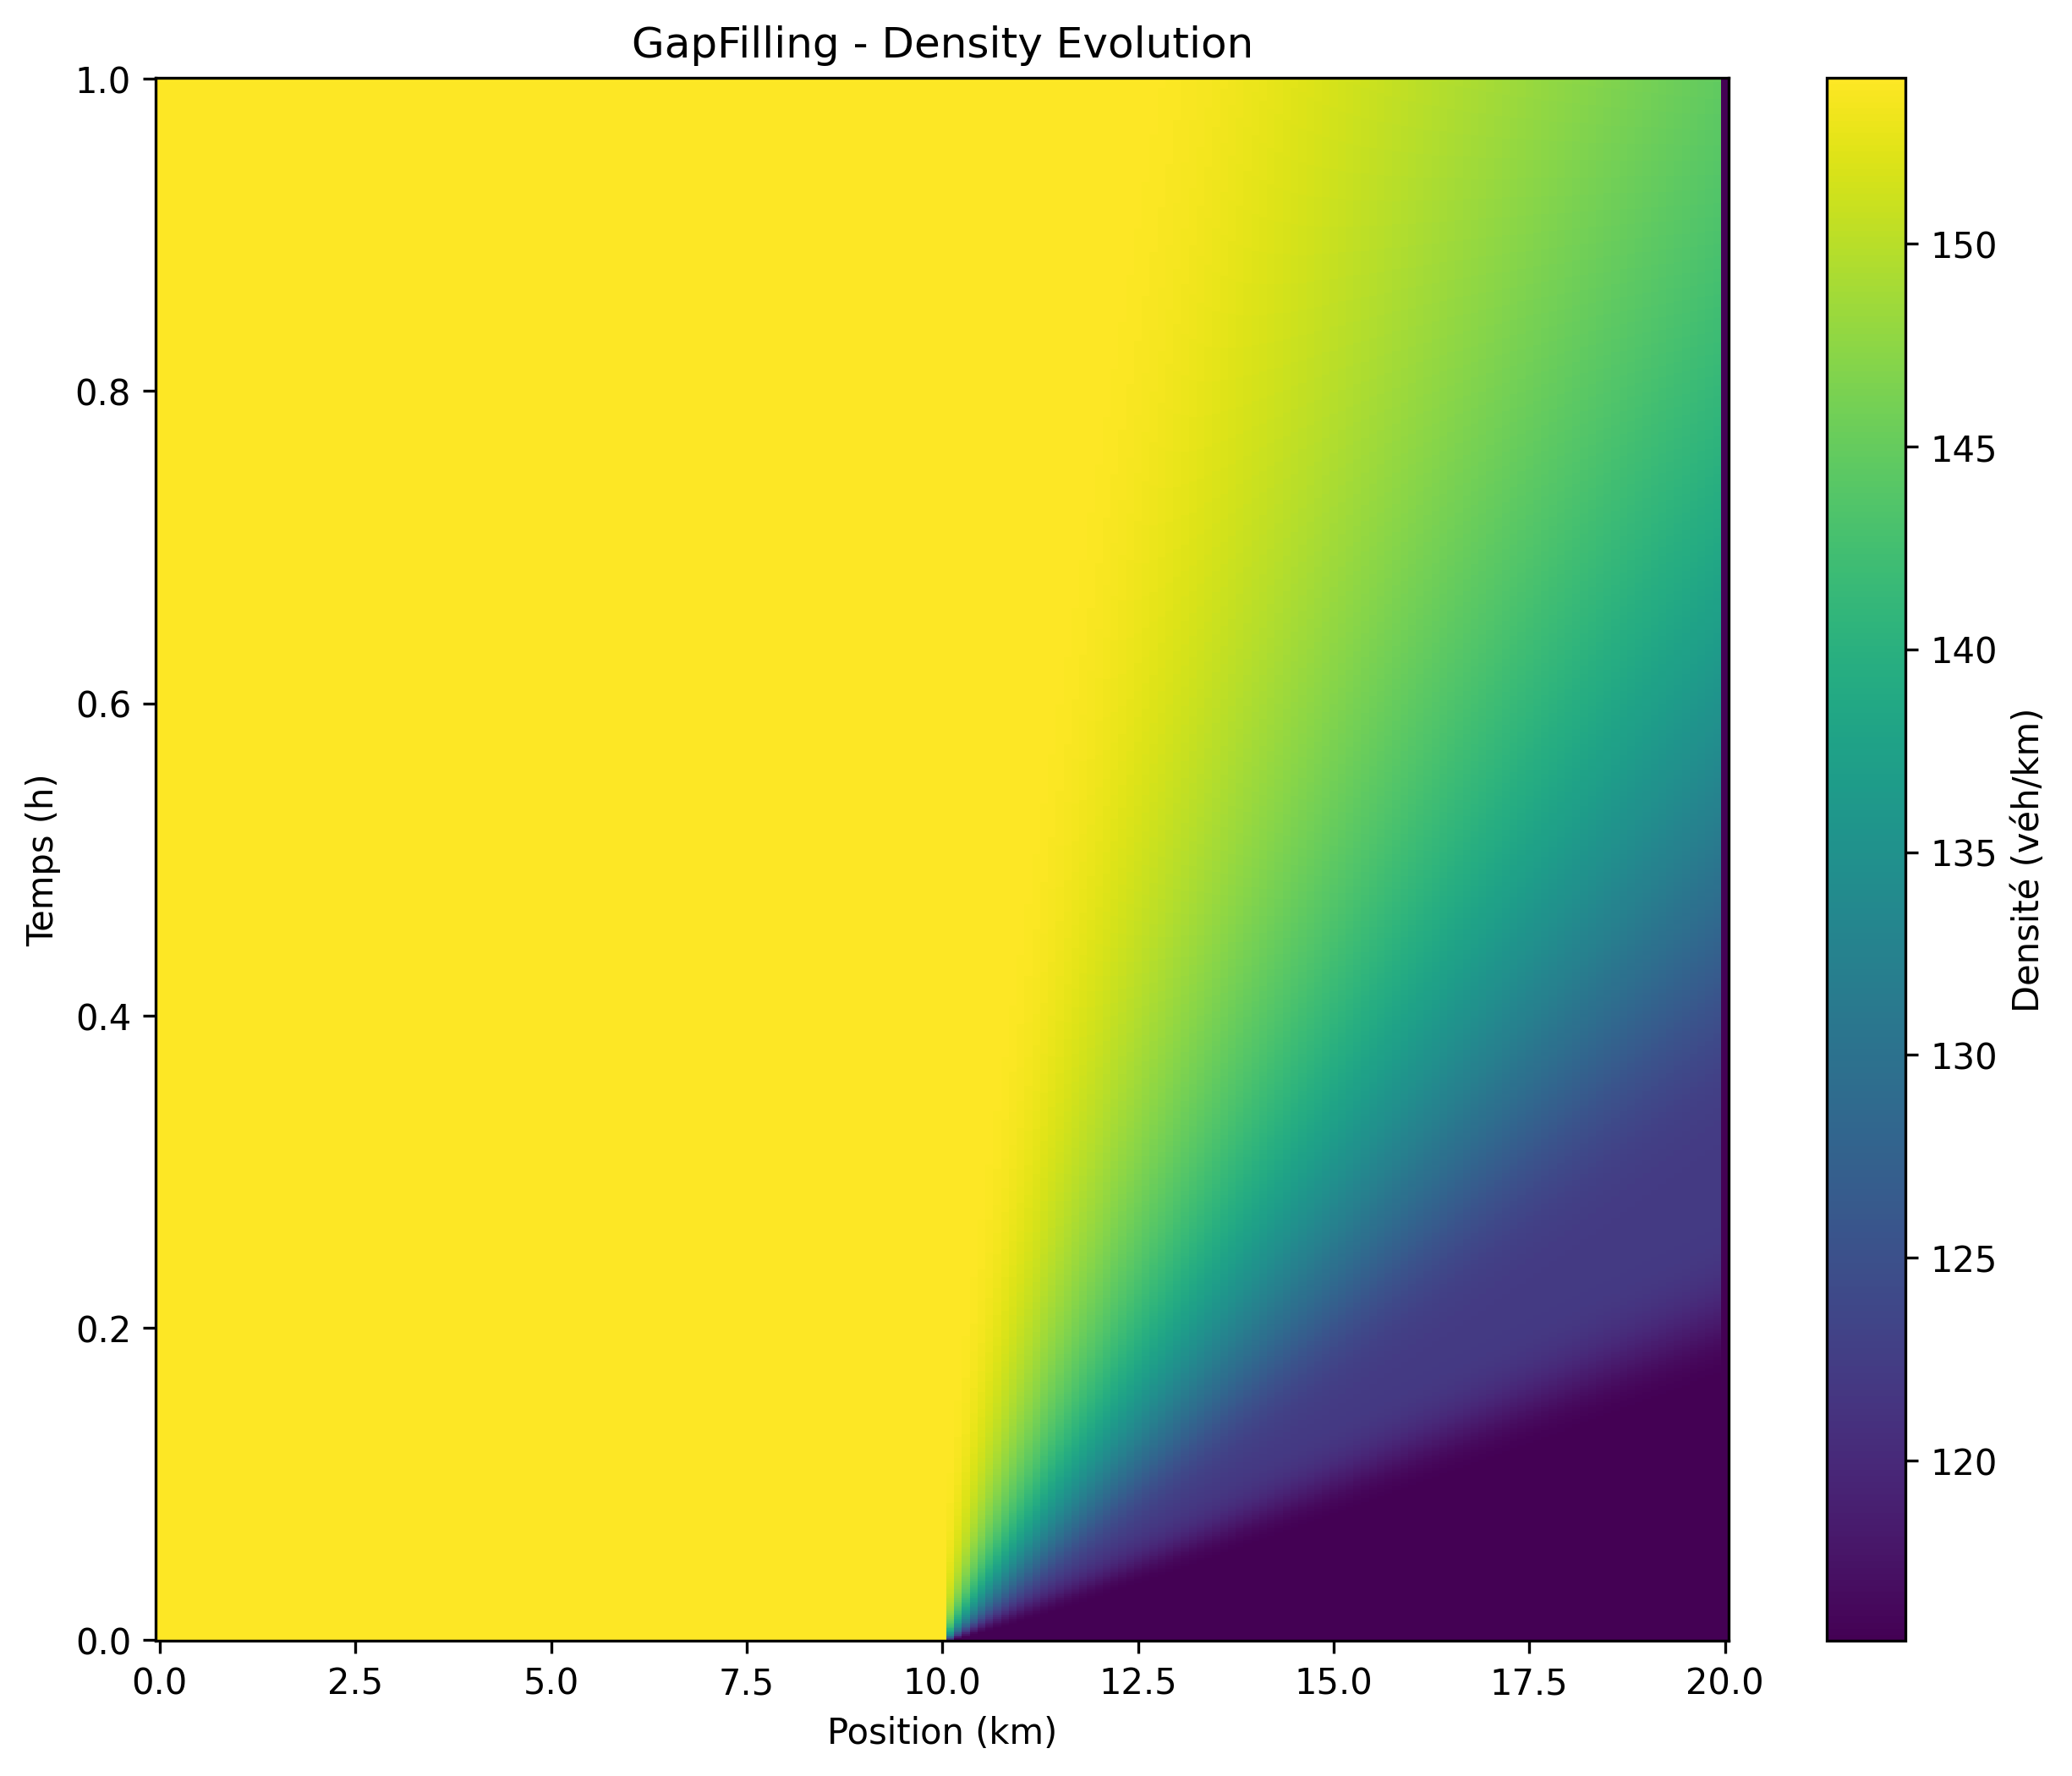 GapFilling - Density Evolution
1.0
0.8
0.6
0.4
0.2
0.0
Temps (h)
0.0 2.5 5.0 7.5 10.0 12.5 15.0 17.5 20.0
Position (km)
150
145
140
135
130
125
120
Densité (véh/km)